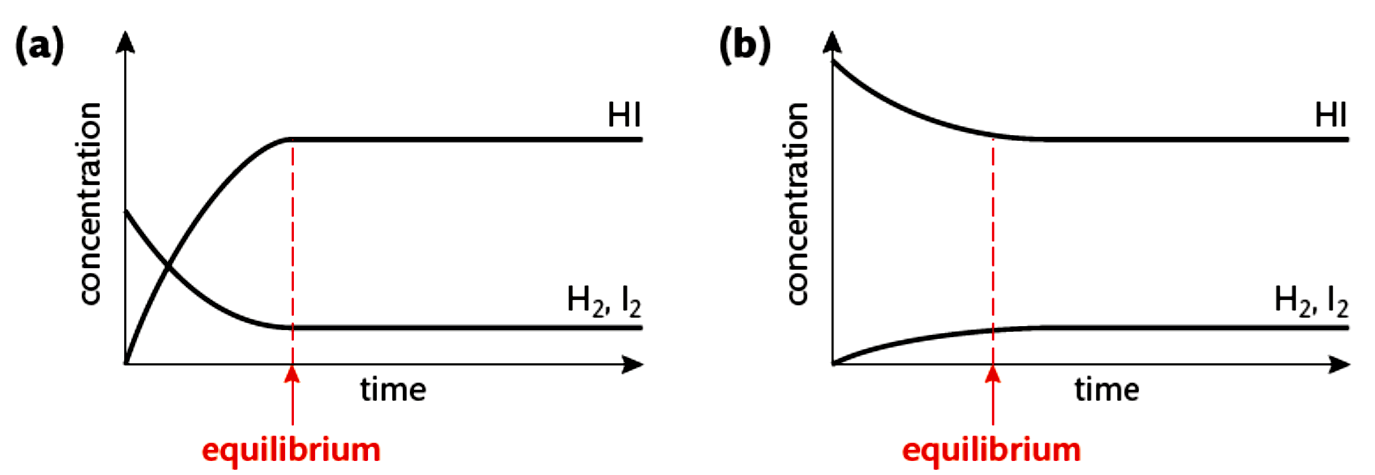 (a)
concentration
HI
H₂, I₂
time
equilibrium
(b)
concentration
HI
H₂, I₂
time
equilibrium